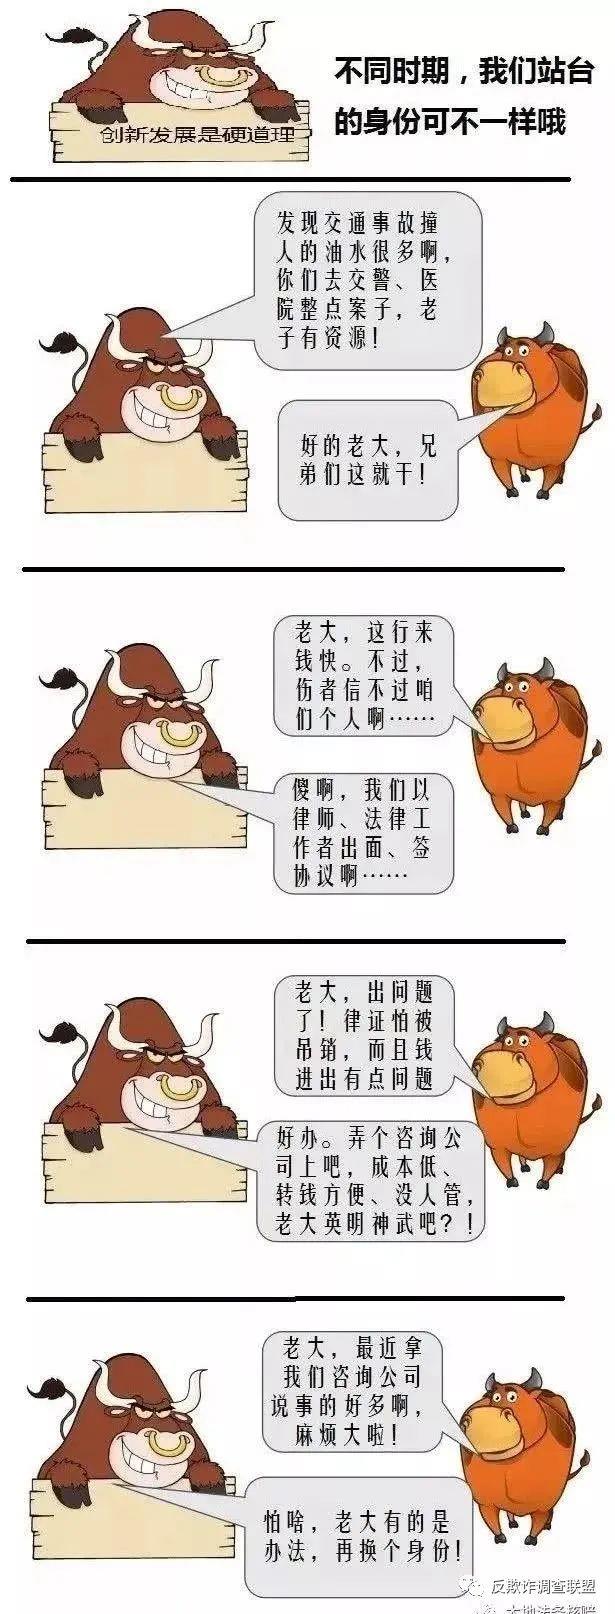 不同时期，我们站台
的身份可不一样哦
创新发展是硬道理
发现交通事故撞
人的油水很多啊，
你们去交警、医
院整点案子，老
子有资源！
好的老大，兄
弟们这就干！
老大，这行来
钱快。不过，
伤者信不过咱
们个人啊……
傻啊，我们以
律师、法律工
作者出面、签
协议啊……
老大，出问题
了！律证怕被
吊销，而且钱
进出有点问题
好办。弄个咨询公
司上吧，成本低、
转钱方便、没人管，
老大英明神武吧？！
老大，最近拿
我们咨询公司
说事的好多啊，
麻烦大啦！
怕啥，老大有的是
办法，再换个身份！
反欺诈调查联盟